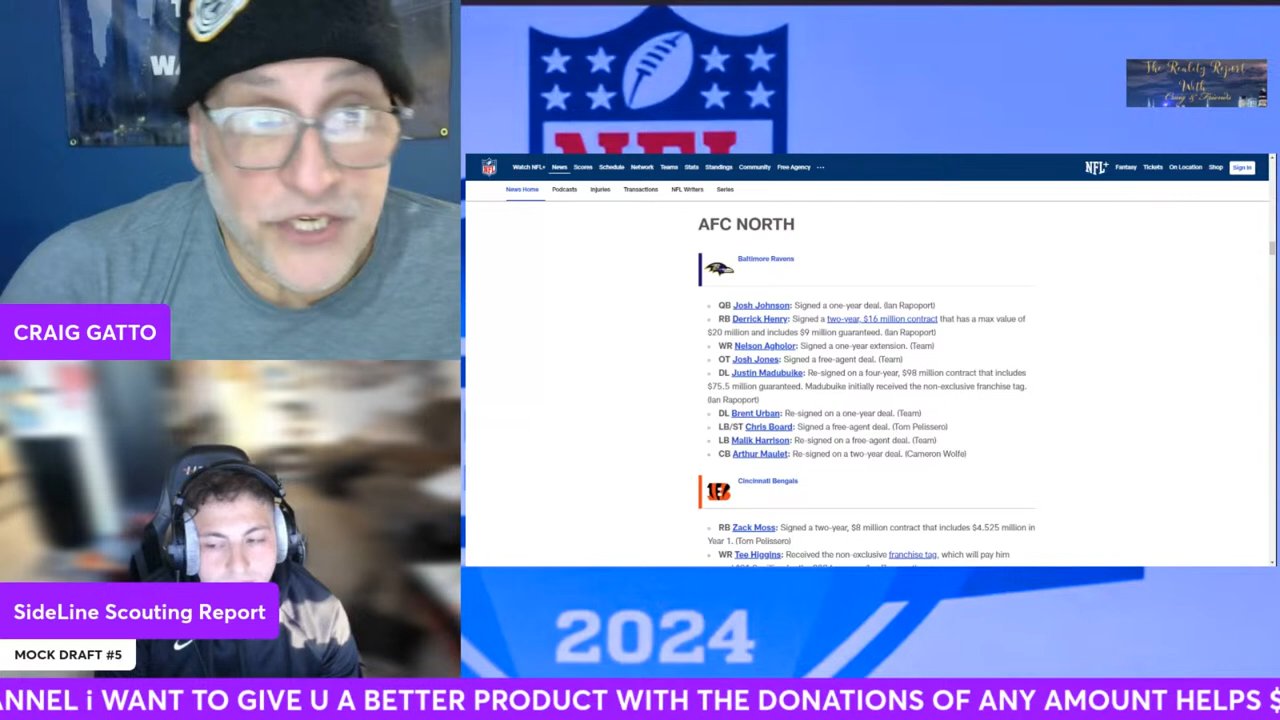 W
CRAIG GATTO
SideLine Scouting Report
MOCK DRAFT #5
The Reality Report
With
Craig & Friends
NFL
Watch NFL+ News Scores Schedule Network Teams Stats Standings Community Free Agency ··· NFL+ Fantasy Tickets On Location Shop Sign In
News Home Podcasts Injuries Transactions NFL Writers Series
AFC NORTH
Baltimore Ravens
QB Josh Johnson: Signed a one-year deal. (Ian Rapoport)
RB Derrick Henry: Signed a two-year, $16 million contract that has a max value of
$20 million and includes $9 million guaranteed. (Ian Rapoport)
WR Nelson Agholor: Signed a one-year extension. (Team)
OT Josh Jones: Signed a free-agent deal. (Team)
DL Justin Madubuike: Re-signed on a four-year, $98 million contract that includes
$75.5 million guaranteed. Madubuike initially received the non-exclusive franchise tag.
(Ian Rapoport)
DL Brent Urban: Re-signed on a one-year deal. (Team)
LB/ST Chris Board: Signed a free-agent deal. (Tom Pelissero)
LB Malik Harrison: Re-signed on a free-agent deal. (Team)
CB Arthur Maulet: Re-signed on a two-year deal. (Cameron Wolfe)
Cincinnati Bengals
RB Zack Moss: Signed a two-year, $8 million contract that includes $4.525 million in
Year 1. (Tom Pelissero)
WR Tee Higgins: Received the non-exclusive franchise tag, which will pay him
2024
ANNEL i WANT TO GIVE U A BETTER PRODUCT WITH THE DONATIONS OF ANY AMOUNT HELPS $